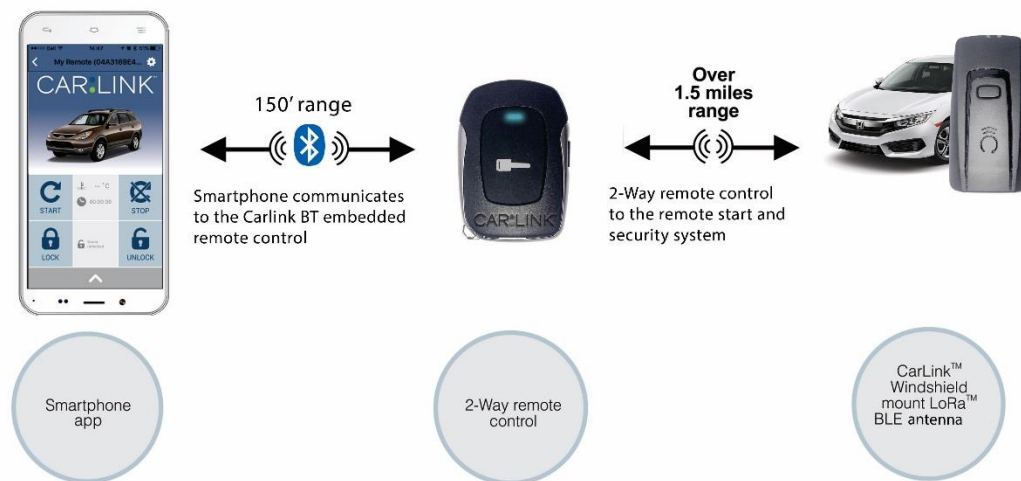 My Remote (04A3169E4...
CAR LINK™
START
STOP
LOCK
UNLOCK
150' range
Smartphone communicates
to the Carlink BT embedded
remote control
CAR LINK
Over
1.5 miles
range
2-Way remote control
to the remote start and
security system
Smartphone
app
2-Way remote
control
CarLink™
Windshield
mount LoRa™
BLE antenna